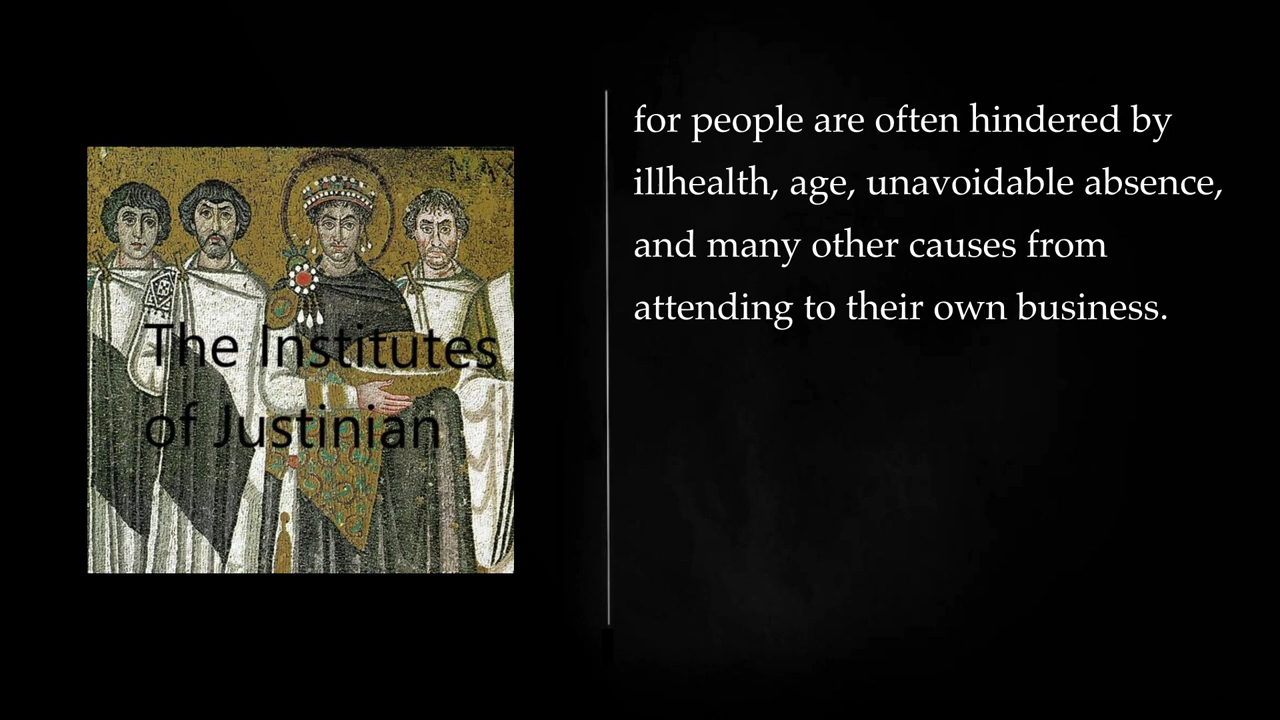 The Institutes
of Justinian
for people are often hindered by
illhealth, age, unavoidable absence,
and many other causes from
attending to their own business.